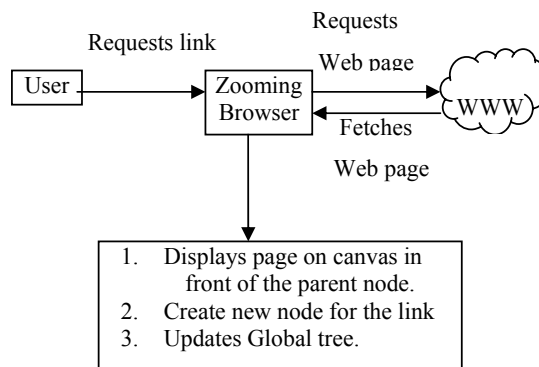 Requests
Requests link
Web page
User
Zooming
Browser
WWW
Fetches
Web page
1. Displays page on canvas in
front of the parent node.
2. Create new node for the link
3. Updates Global tree.